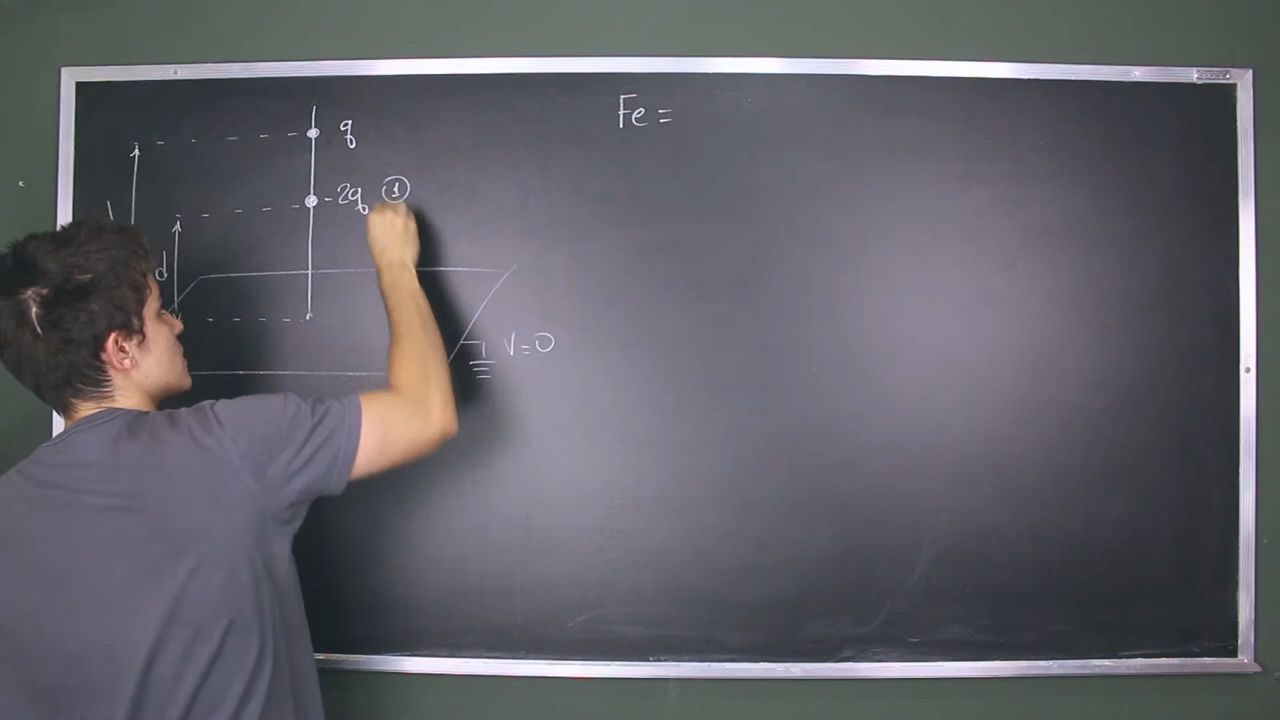 Fe =
q
-2q ①
d
V=0